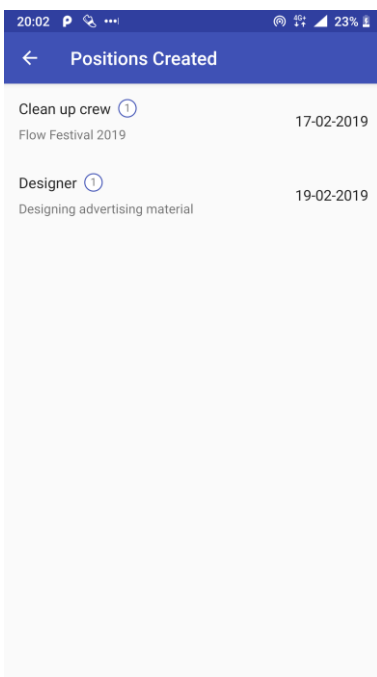 20:02 4G+ 23%
Positions Created
Clean up crew 1
17-02-2019
Flow Festival 2019
Designer 1
19-02-2019
Designing advertising material